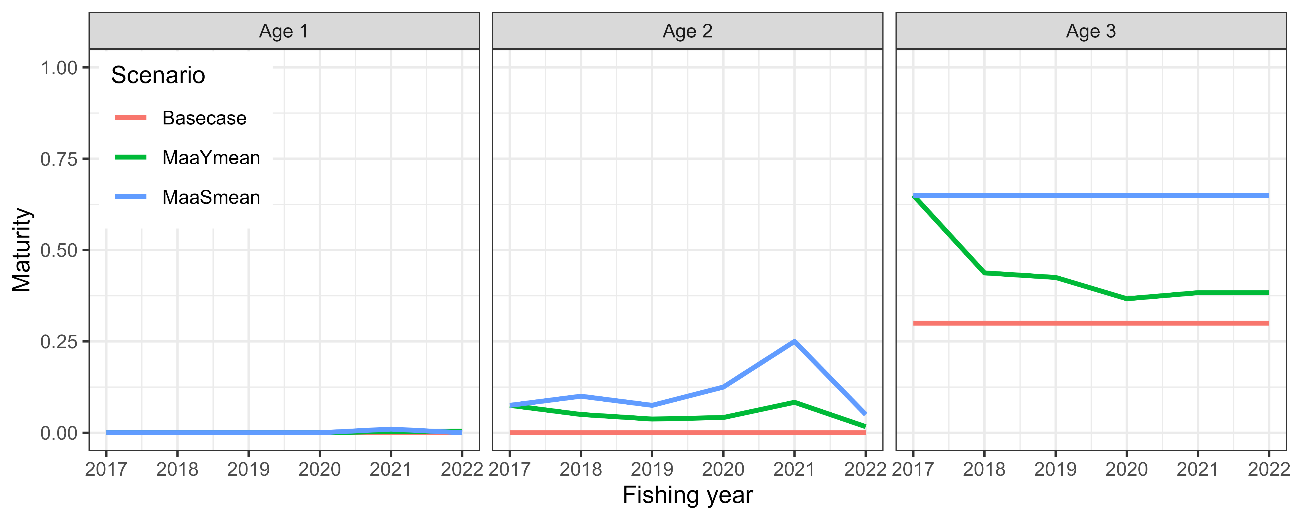 Age 1
Age 2
Age 3
Maturity
1.00
0.75
0.50
0.25
0.00
Scenario
Basecase
MaaYmean
MaaSmean
2017 2018 2019 2020 2021 2022
2017 2018 2019 2020 2021 2022
2017 2018 2019 2020 2021 2022
Fishing year